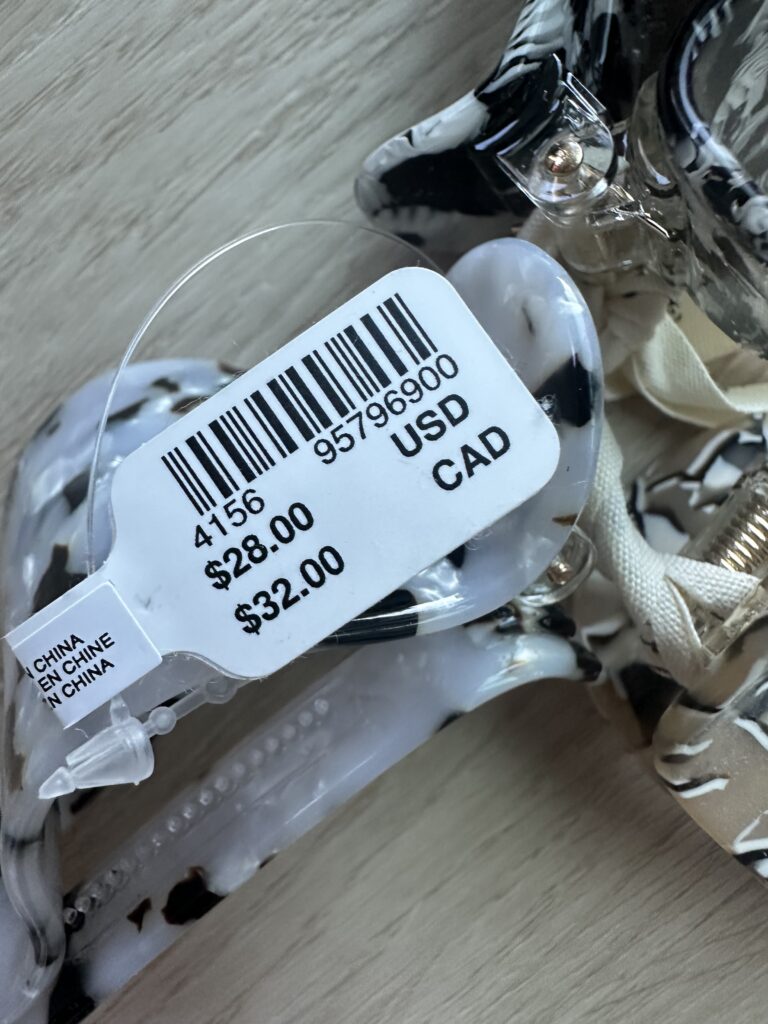 4156 95796900
$28.00 USD
$32.00 CAD
CHINA
EN CHINE
CHINA